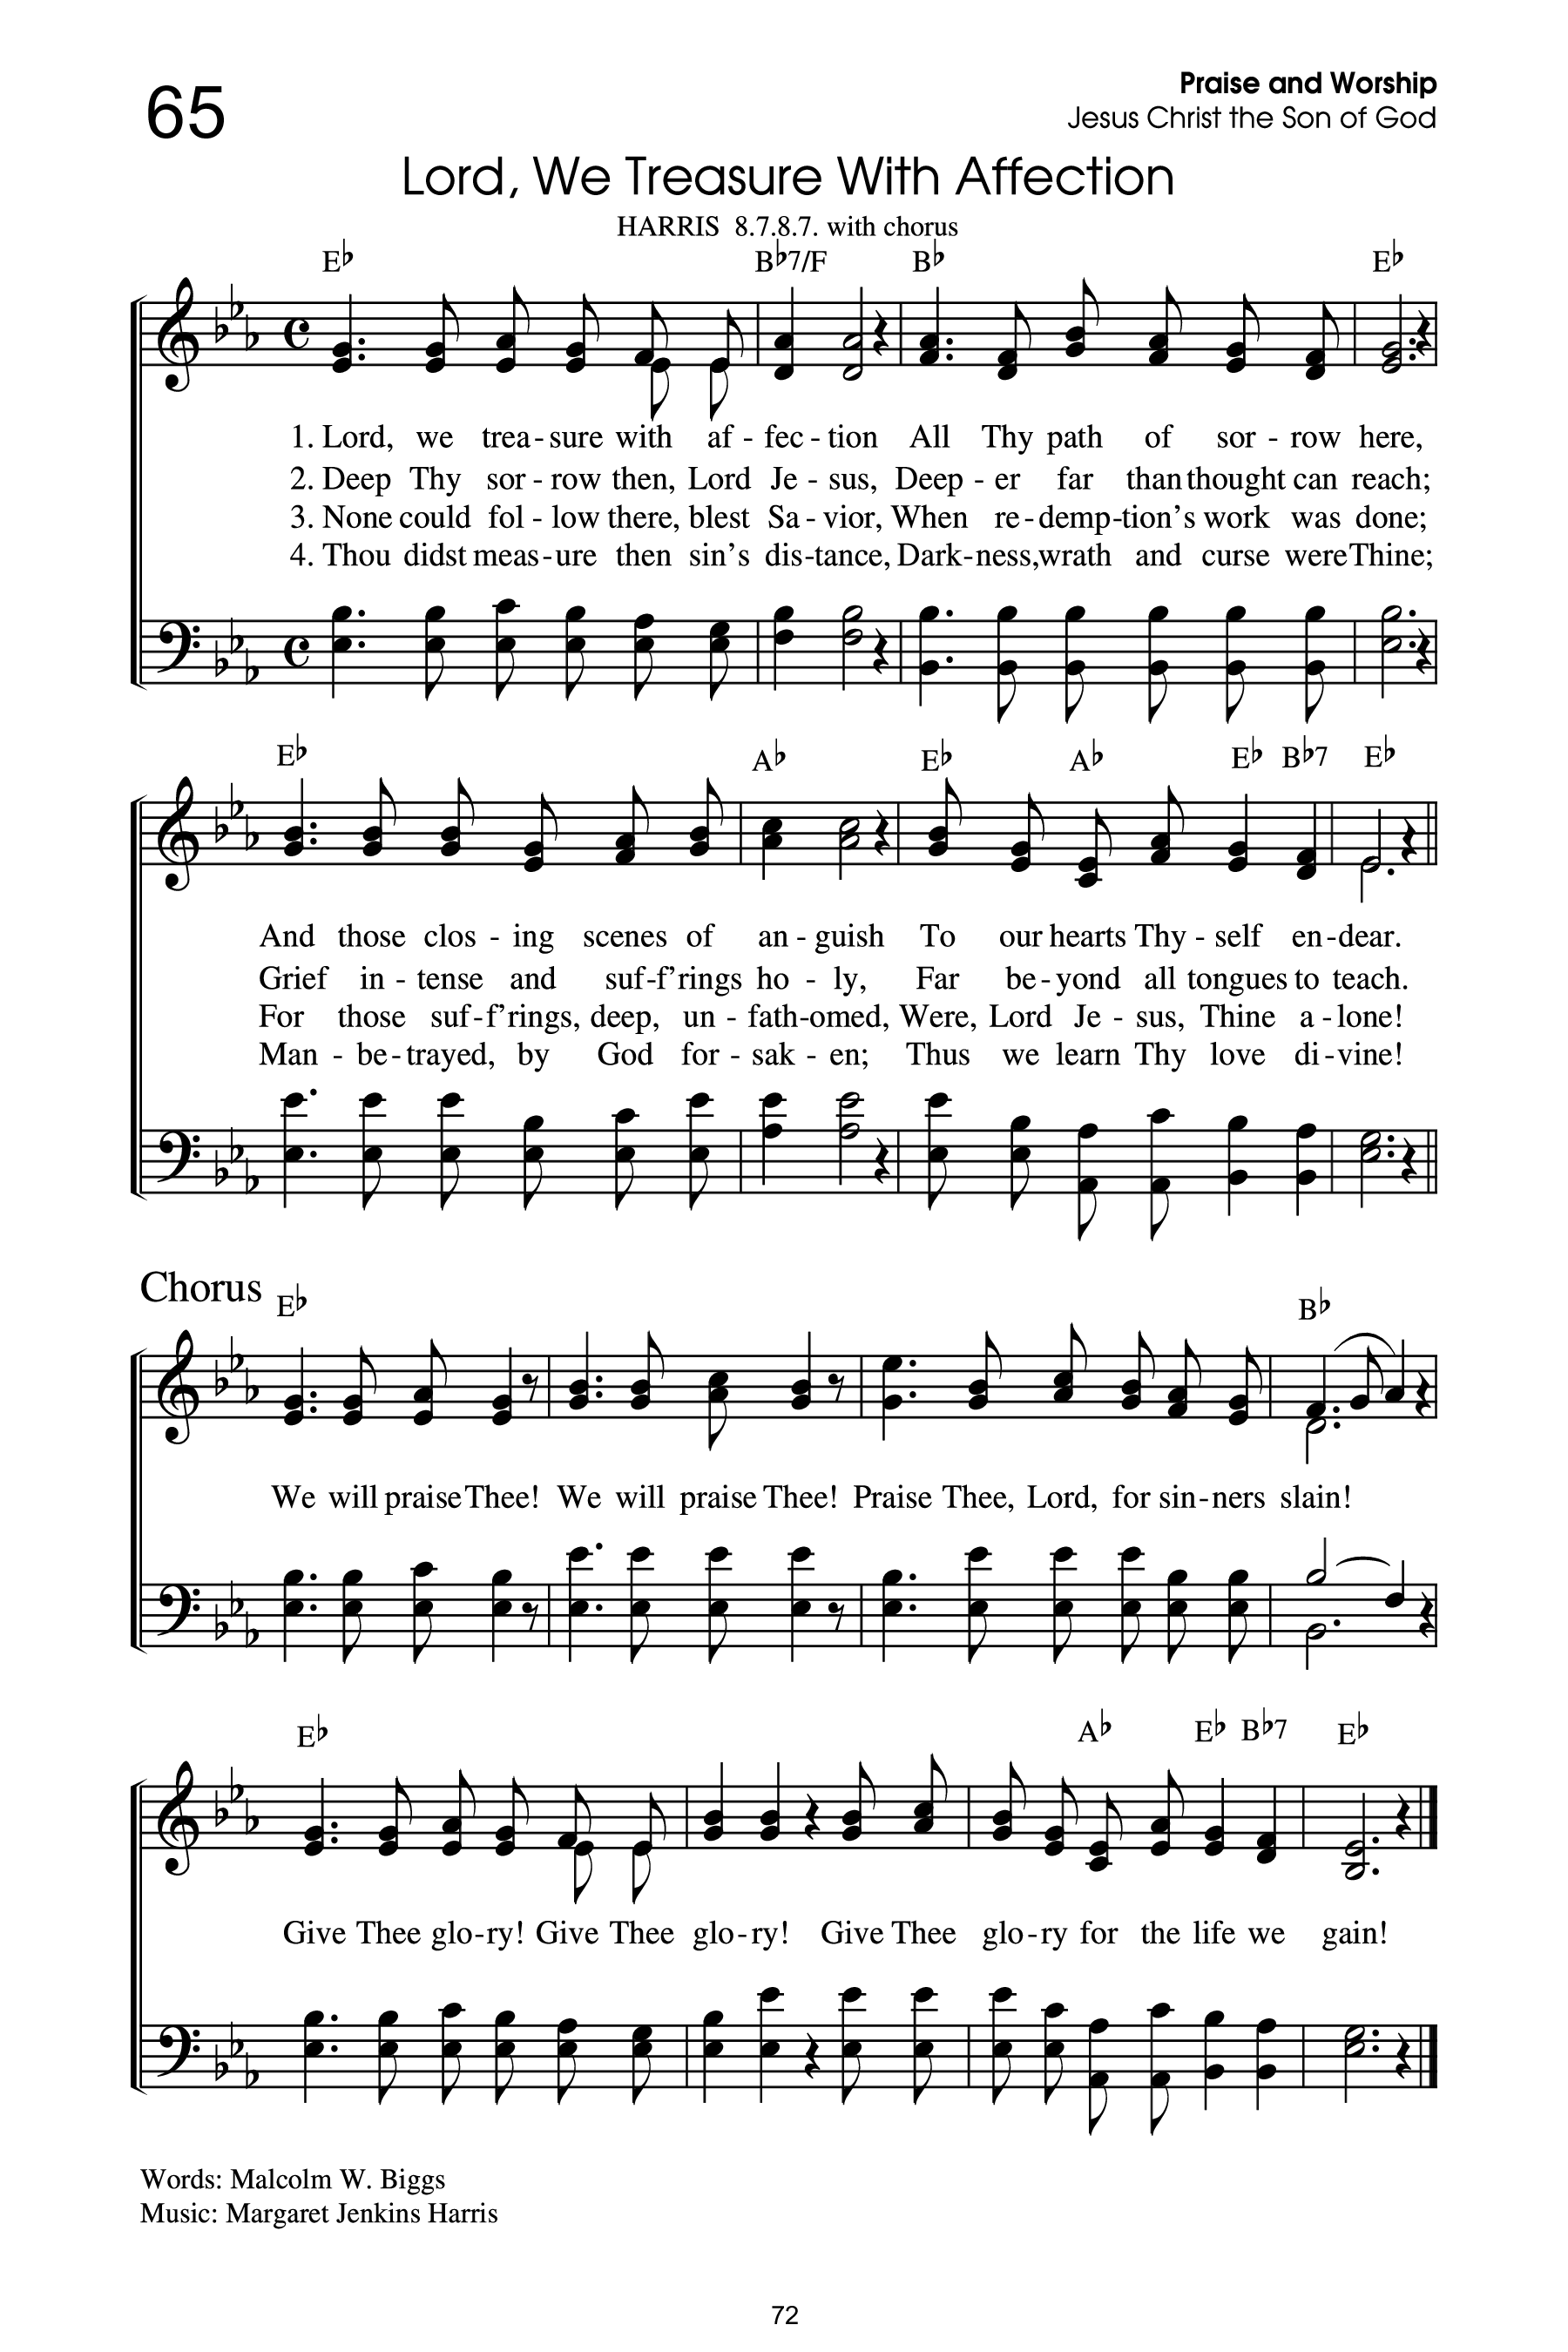 65
Praise and Worship
Jesus Christ the Son of God
Lord, We Treasure With Affection
HARRIS 8.7.8.7. with chorus
E♭ B♭7/F B♭ E♭
1. Lord, we trea - sure with af - fec - tion All Thy path of sor - row here,
2. Deep Thy sor - row then, Lord Je - sus, Deep - er far than thought can reach;
3. None could fol - low there, blest Sa - vior, When re - demp - tion's work was done;
4. Thou didst meas - ure then sin's dis - tance, Dark - ness, wrath and curse were Thine;
E♭ A♭ E♭ A♭ E♭ B♭7 E♭
And those clos - ing scenes of an - guish To our hearts Thy - self en - dear.
Grief in - tense and suf - f'rings ho - ly, Far be - yond all tongues to teach.
For those suf - f'rings, deep, un - fath - omed, Were, Lord Je - sus, Thine a - lone!
Man - be - trayed, by God for - sak - en; Thus we learn Thy love di - vine!
Chorus
E♭ B♭
We will praise Thee! We will praise Thee! Praise Thee, Lord, for sin - ners slain!
E♭ A♭ E♭ B♭7 E♭
Give Thee glo - ry! Give Thee glo - ry! Give Thee glo - ry for the life we gain!
Words: Malcolm W. Biggs
Music: Margaret Jenkins Harris
72